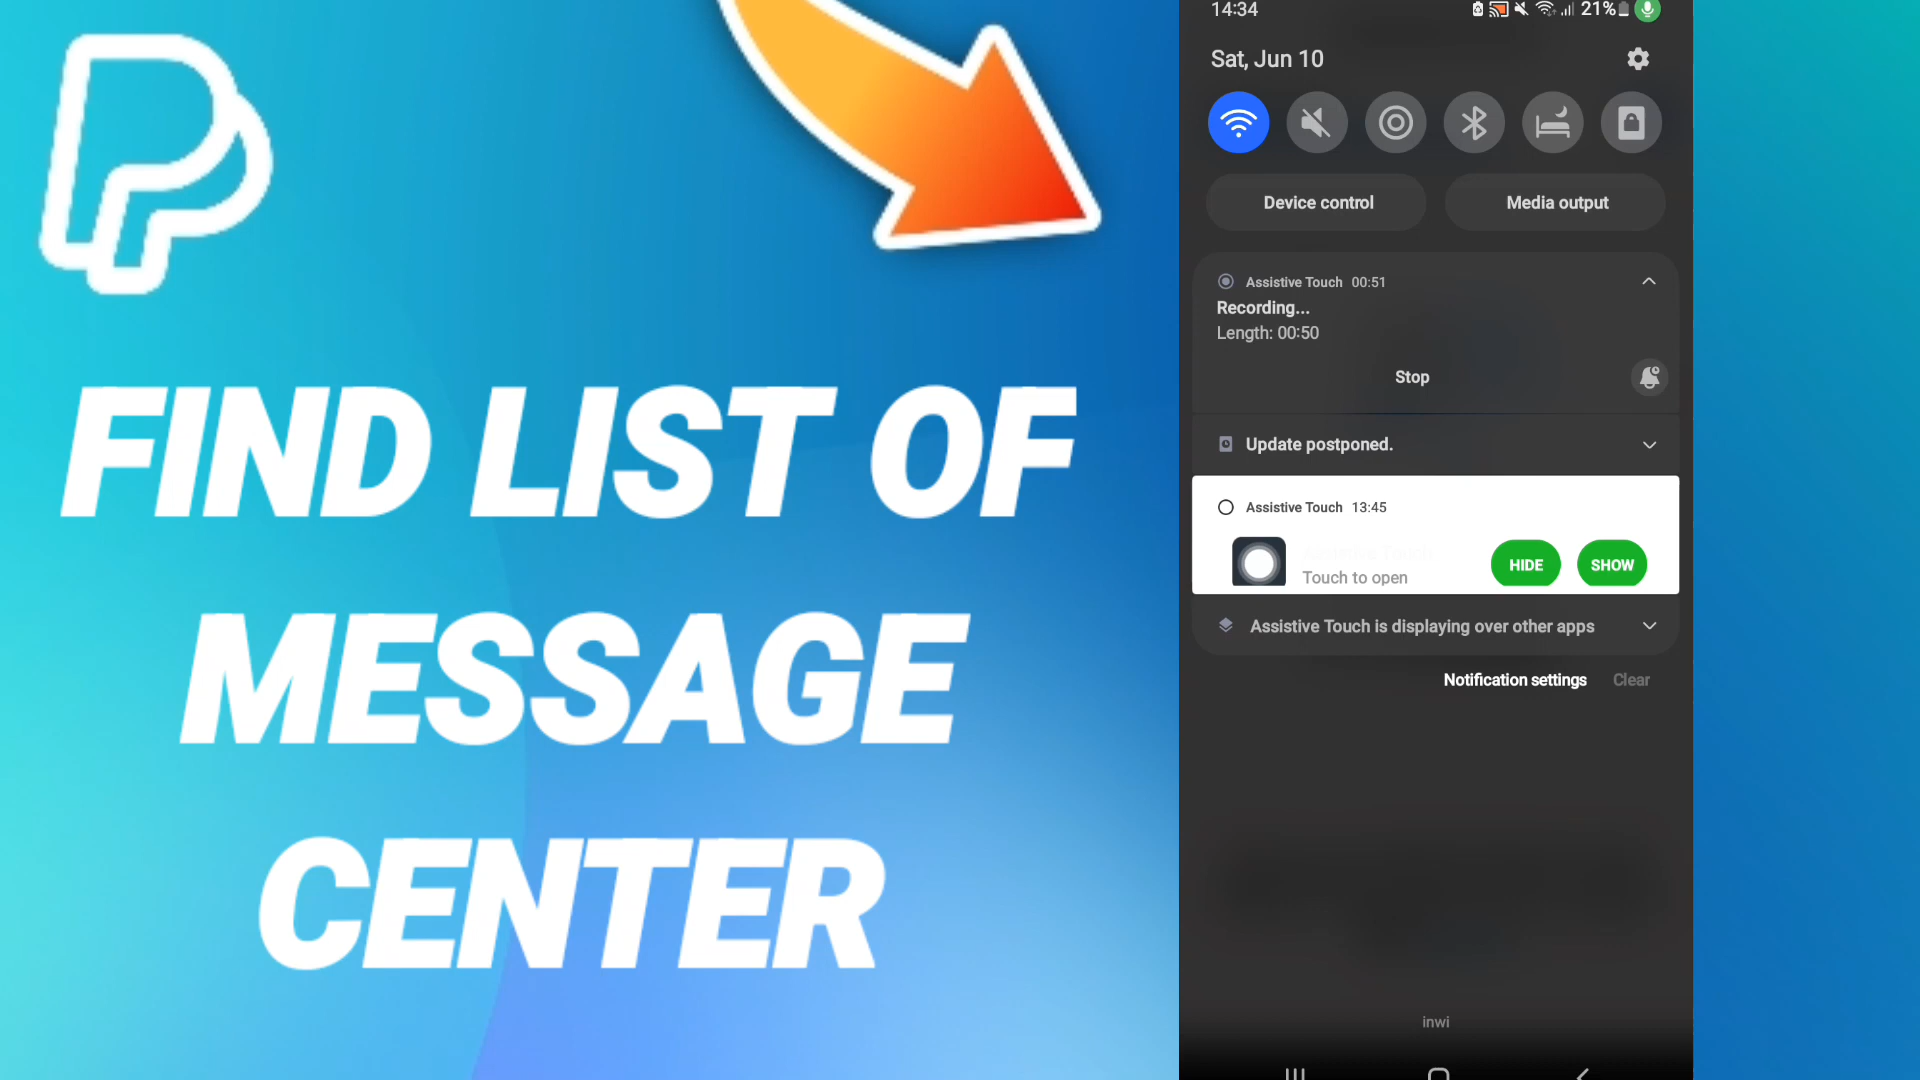 FIND LIST OF
MESSAGE
CENTER
14:34
21%
Sat, Jun 10
Device control
Media output
Assistive Touch 00:51
Recording...
Length: 00:50
Stop
Update postponed.
Assistive Touch 13:45
Assistive Touch
Touch to open
HIDE
SHOW
Assistive Touch is displaying over other apps
Notification settings
Clear
inwi